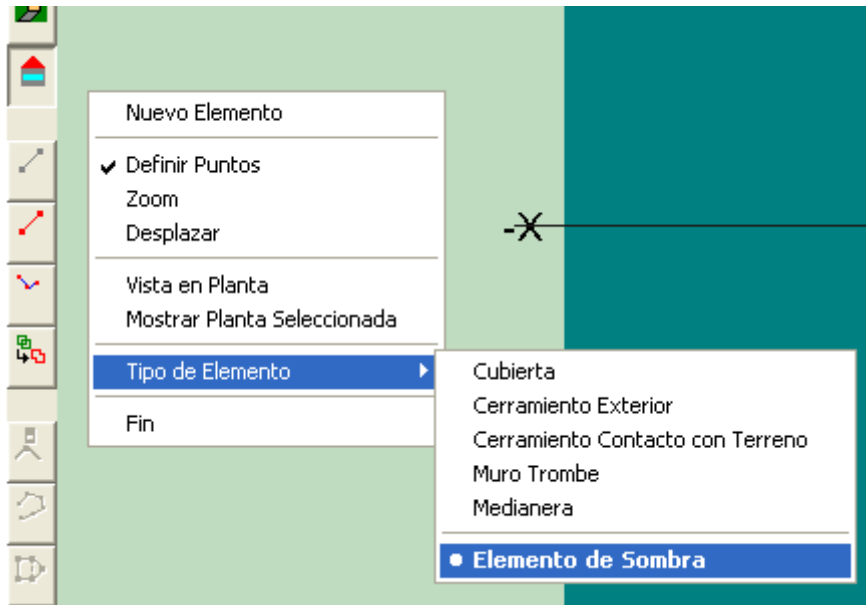 Nuevo Elemento
Definir Puntos
Zoom
Desplazar
-X
Vista en Planta
Mostrar Planta Seleccionada
Tipo de Elemento
Cubierta
Cerramiento Exterior
Fin
Cerramiento Contacto con Terreno
Muro Trombe
Medianera
Elemento de Sombra